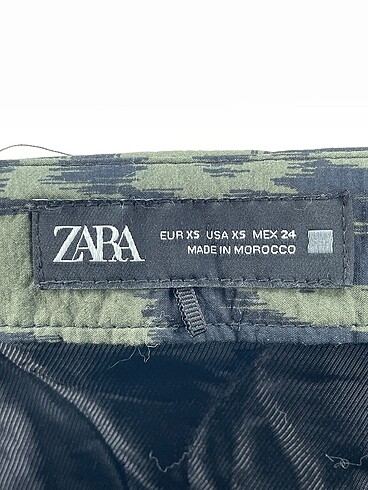 ZARA
EUR XS USA XS MEX 24
MADE IN MOROCCO